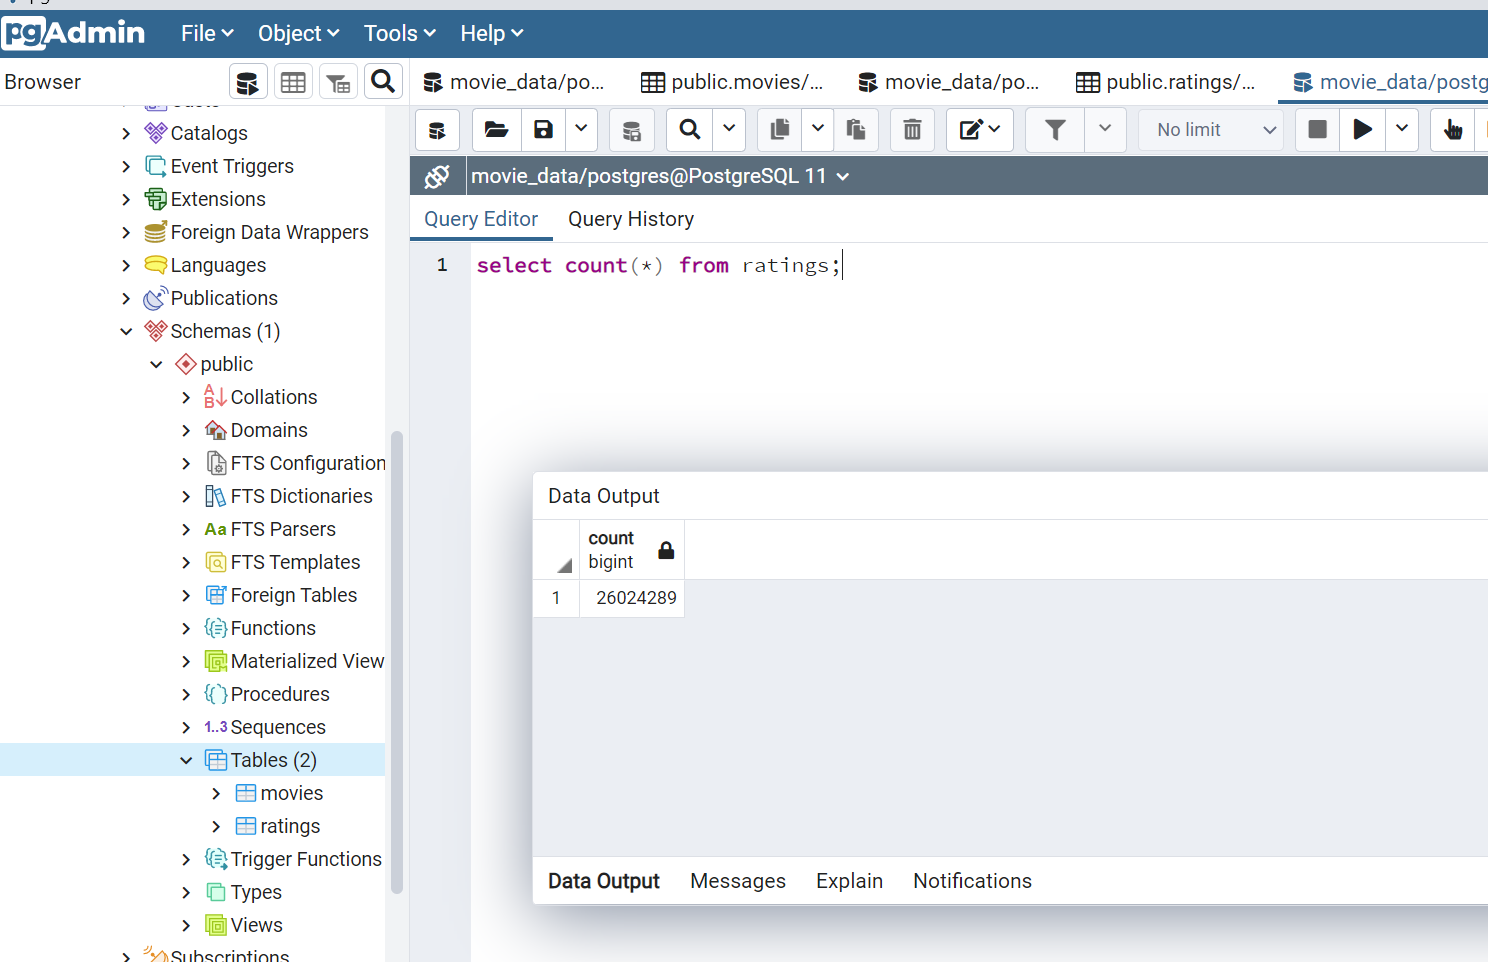 pgAdmin File Object Tools Help
Browser
movie_data/po... public.movies/... movie_data/po... public.ratings/... movie_data/postg
Catalogs
Event Triggers
Extensions
Foreign Data Wrappers
Languages
Publications
Schemas (1)
public
Collations
Domains
FTS Configuration
FTS Dictionaries
Aa FTS Parsers
FTS Templates
Foreign Tables
Functions
Materialized View
Procedures
1..3 Sequences
Tables (2)
movies
ratings
Trigger Functions
Types
Views
Subscriptions
No limit
movie_data/postgres@PostgreSQL 11
Query Editor Query History
1 select count(*) from ratings;
Data Output
count
bigint
1 26024289
Data Output Messages Explain Notifications